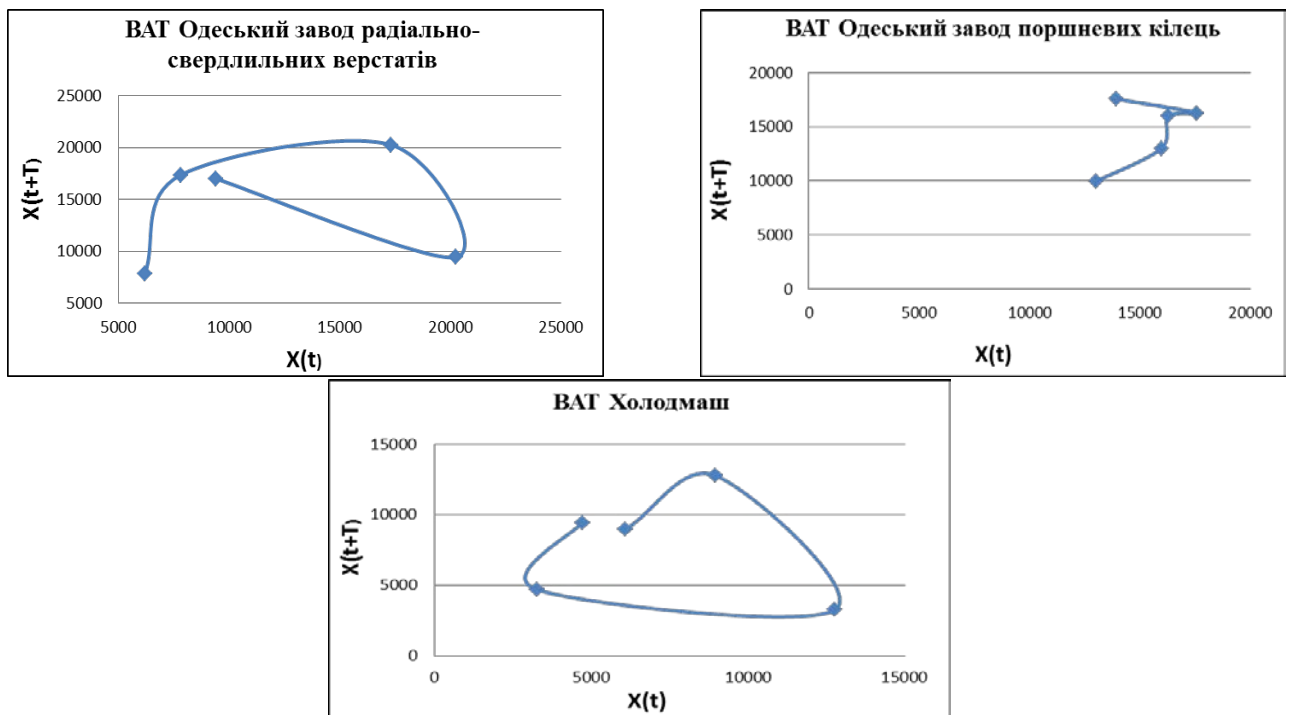 ВАТ Одеський завод радіально-
свердлильних верстатів
X(t+T)
25000
20000
15000
10000
5000
5000 10000 15000 20000 25000
X(t)
ВАТ Одеський завод поршневих кілець
X(t+T)
20000
15000
10000
5000
0
0 5000 10000 15000 20000
X(t)
ВАТ Холодмаш
X(t+T)
15000
10000
5000
0
0 5000 10000 15000
X(t)